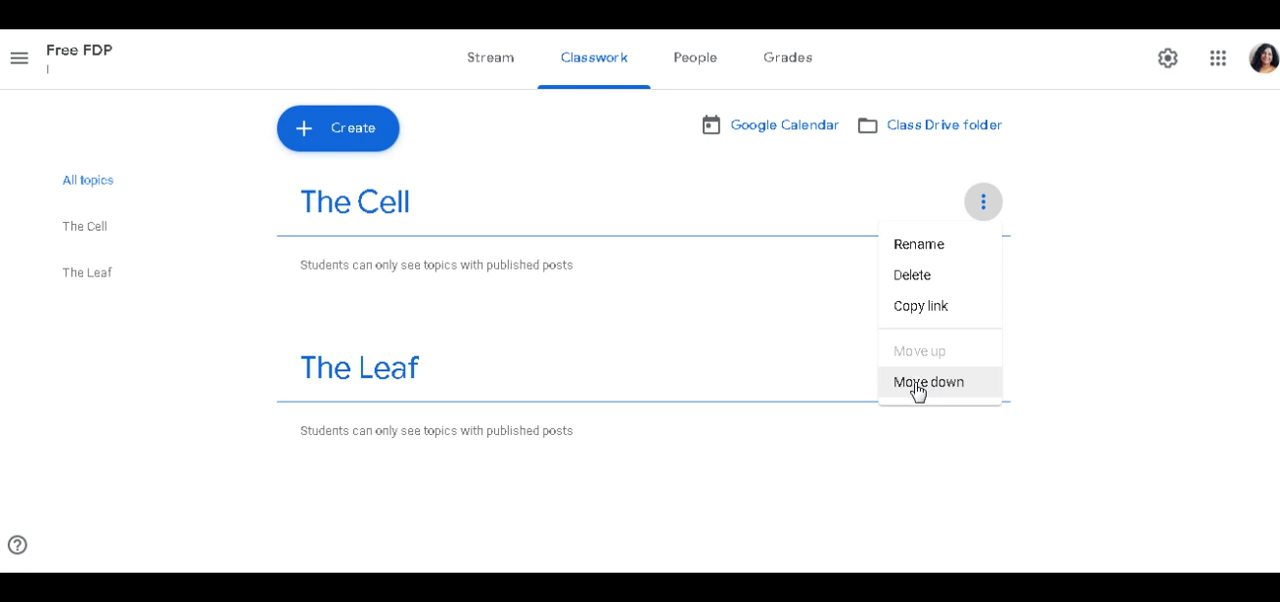 Free FDP
I
Stream
Classwork
People
Grades
Create
Google Calendar
Class Drive folder
All topics
The Cell
The Leaf
The Cell
Students can only see topics with published posts
Rename
Delete
Copy link
Move up
Move down
The Leaf
Students can only see topics with published posts